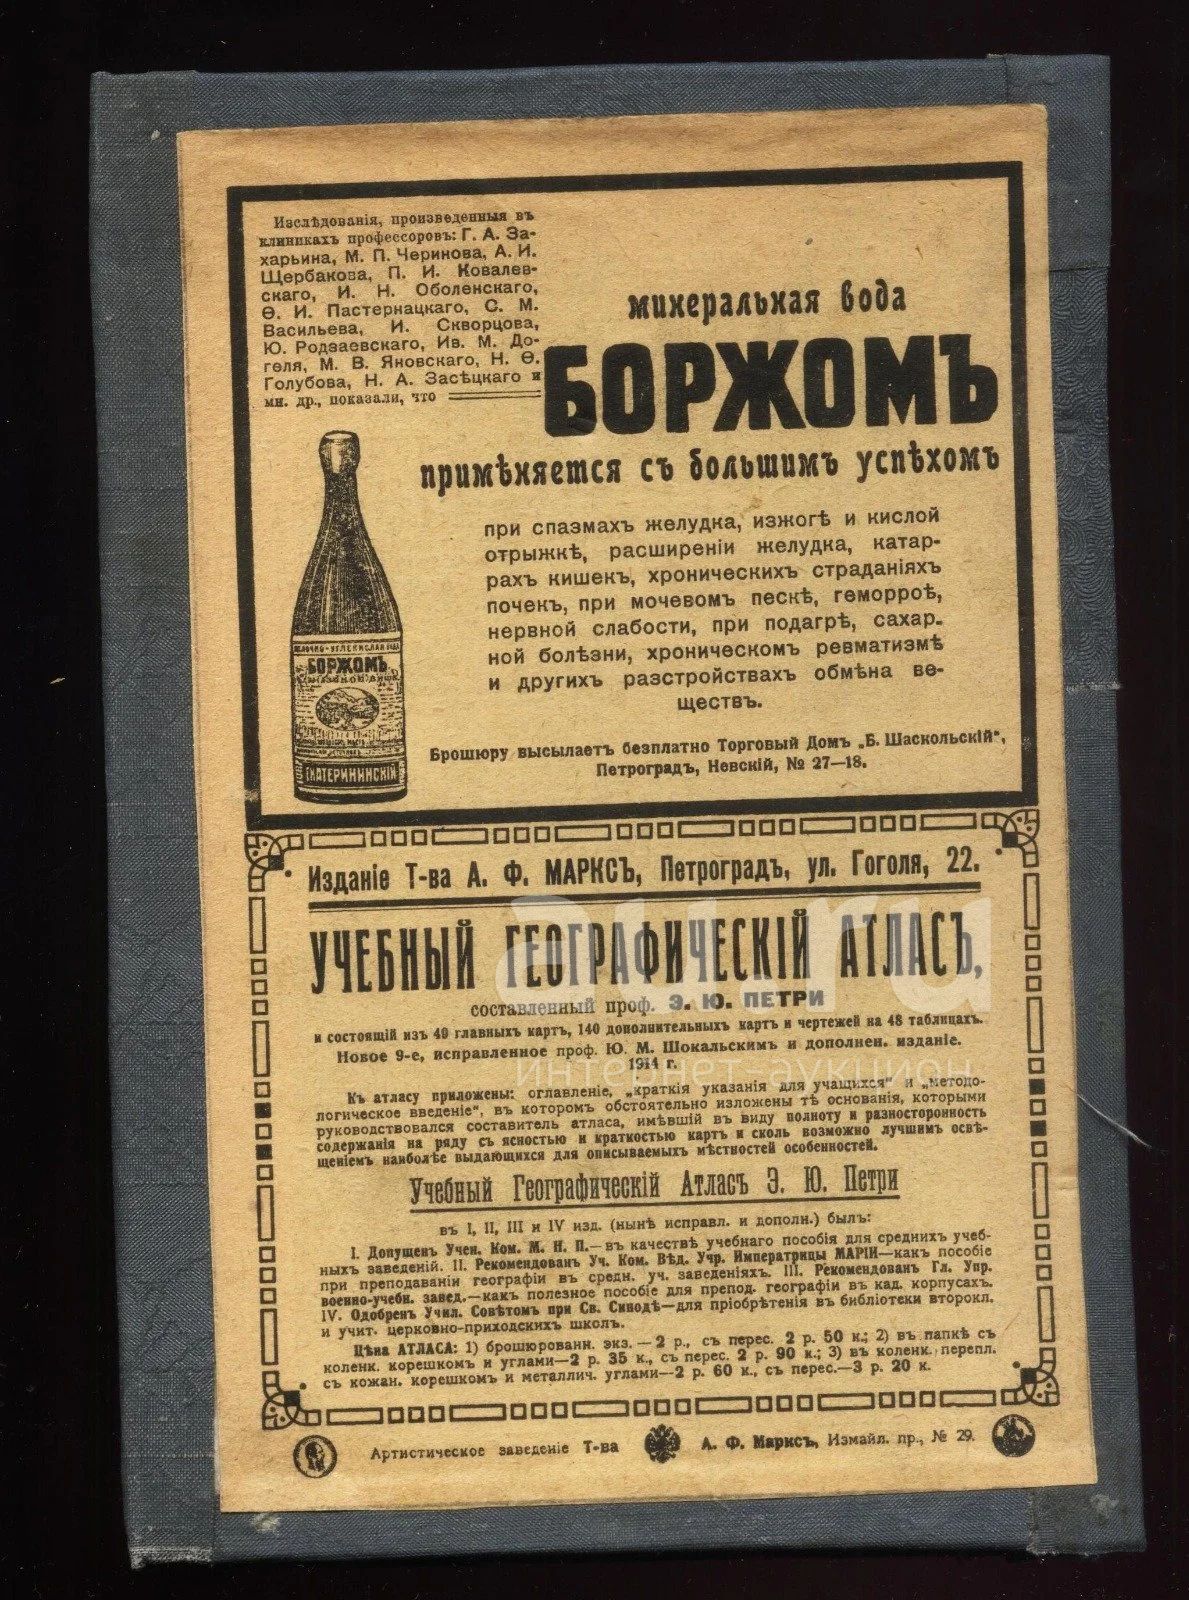 Изслѣдованія, произведенныя въ
клиникахъ профессоровъ: Г. А. За-
харьина, М. П. Черинова, А. И.
Щербакова, П. И. Ковалев-
скаго, И. Н. Оболенскаго,
Ѳ. И. Пастернацкаго, С. М.
Васильева, И. Скворцова,
Ю. Родзаевскаго, Ив. М. До-
геля, М. В. Яновскаго, Н. Ѳ.
Голубова, Н. А. Засѣцкаго и
мн. др., показали, что
минеральная вода
БОРЖОМЪ
примѣняется съ большимъ успѣхомъ
при спазмахъ желудка, изжогѣ и кислой
отрыжкѣ, расширеніи желудка, катар-
рахъ кишекъ, хроническихъ страданіяхъ
почекъ, при мочевомъ пескѣ, геморроѣ,
нервной слабости, при подагрѣ, сахар-
ной болѣзни, хроническомъ ревматизмѣ
и другихъ разстройствахъ обмѣна ве-
ществъ.
БОРЖОМЪ
ЕКАТЕРИНИНСКІЙ
Брошюру высылаетъ безплатно Торговый Домъ „Б. Шаскольскій“,
Петроградъ, Невскій, № 27—18.
Изданіе Т-ва А. Ф. МАРКСЪ, Петроградъ, ул. Гоголя, 22.
УЧЕБНЫЙ ГЕОГРАФИЧЕСКІЙ АТЛАСЪ,
au.ru
составленный проф. Э. Ю. ПЕТРИ
и состоящій изъ 49 главныхъ картъ, 140 дополнительныхъ картъ и чертежей на 48 таблицахъ.
Новое 9-е, исправленное проф. Ю. М. Шокальскимъ и дополнен. изданіе.
1914 г.
интернет-аукцион
Къ атласу приложены: оглавленіе, „краткія указанія для учащихся“ и „методо-
логическое введеніе“, въ которомъ обстоятельно изложены тѣ основанія, которыми
руководствовался составитель атласа, имѣвшій въ виду полноту и разносторонность
содержанія на ряду съ ясностью и краткостью картъ и сколь возможно лучшимъ освѣ-
щеніемъ наиболѣе выдающихся для описываемыхъ мѣстностей особенностей.
Учебный Географическій Атласъ Э. Ю. Петри
въ I, II, III и IV изд. (нынѣ исправл. и дополн.) былъ:
I. Допущенъ Учен. Ком. М. Н. П.—въ качествѣ учебнаго пособія для среднихъ учеб-
ныхъ заведеній. II. Рекомендованъ Уч. Ком. Вѣд. Учр. Императрицы МАРІИ—какъ пособіе
при преподаваніи географіи въ средн. уч. заведеніяхъ. III. Рекомендованъ Гл. Упр.
военно-учебн. завед.—какъ полезное пособіе для препод. географіи въ кад. корпусахъ.
IV. Одобренъ Учил. Совѣтомъ при Св. Синодѣ—для пріобрѣтенія въ библіотеки второкл.
и учит. церковно-приходскихъ школъ.
Цѣна АТЛАСА: 1) брошюрованн. экз. — 2 р., съ перес. 2 р. 50 к.; 2) въ папкѣ съ
коленк. корешкомъ и углами—2 р. 35 к., съ перес. 2 р. 90 к.; 3) въ коленк. перепл.
съ кожан. корешкомъ и металлич. углами—2 р. 60 к., съ перес.—3 р. 20 к.
Артистическое заведеніе Т-ва А. Ф. Марксъ, Измайл. пр., № 29.